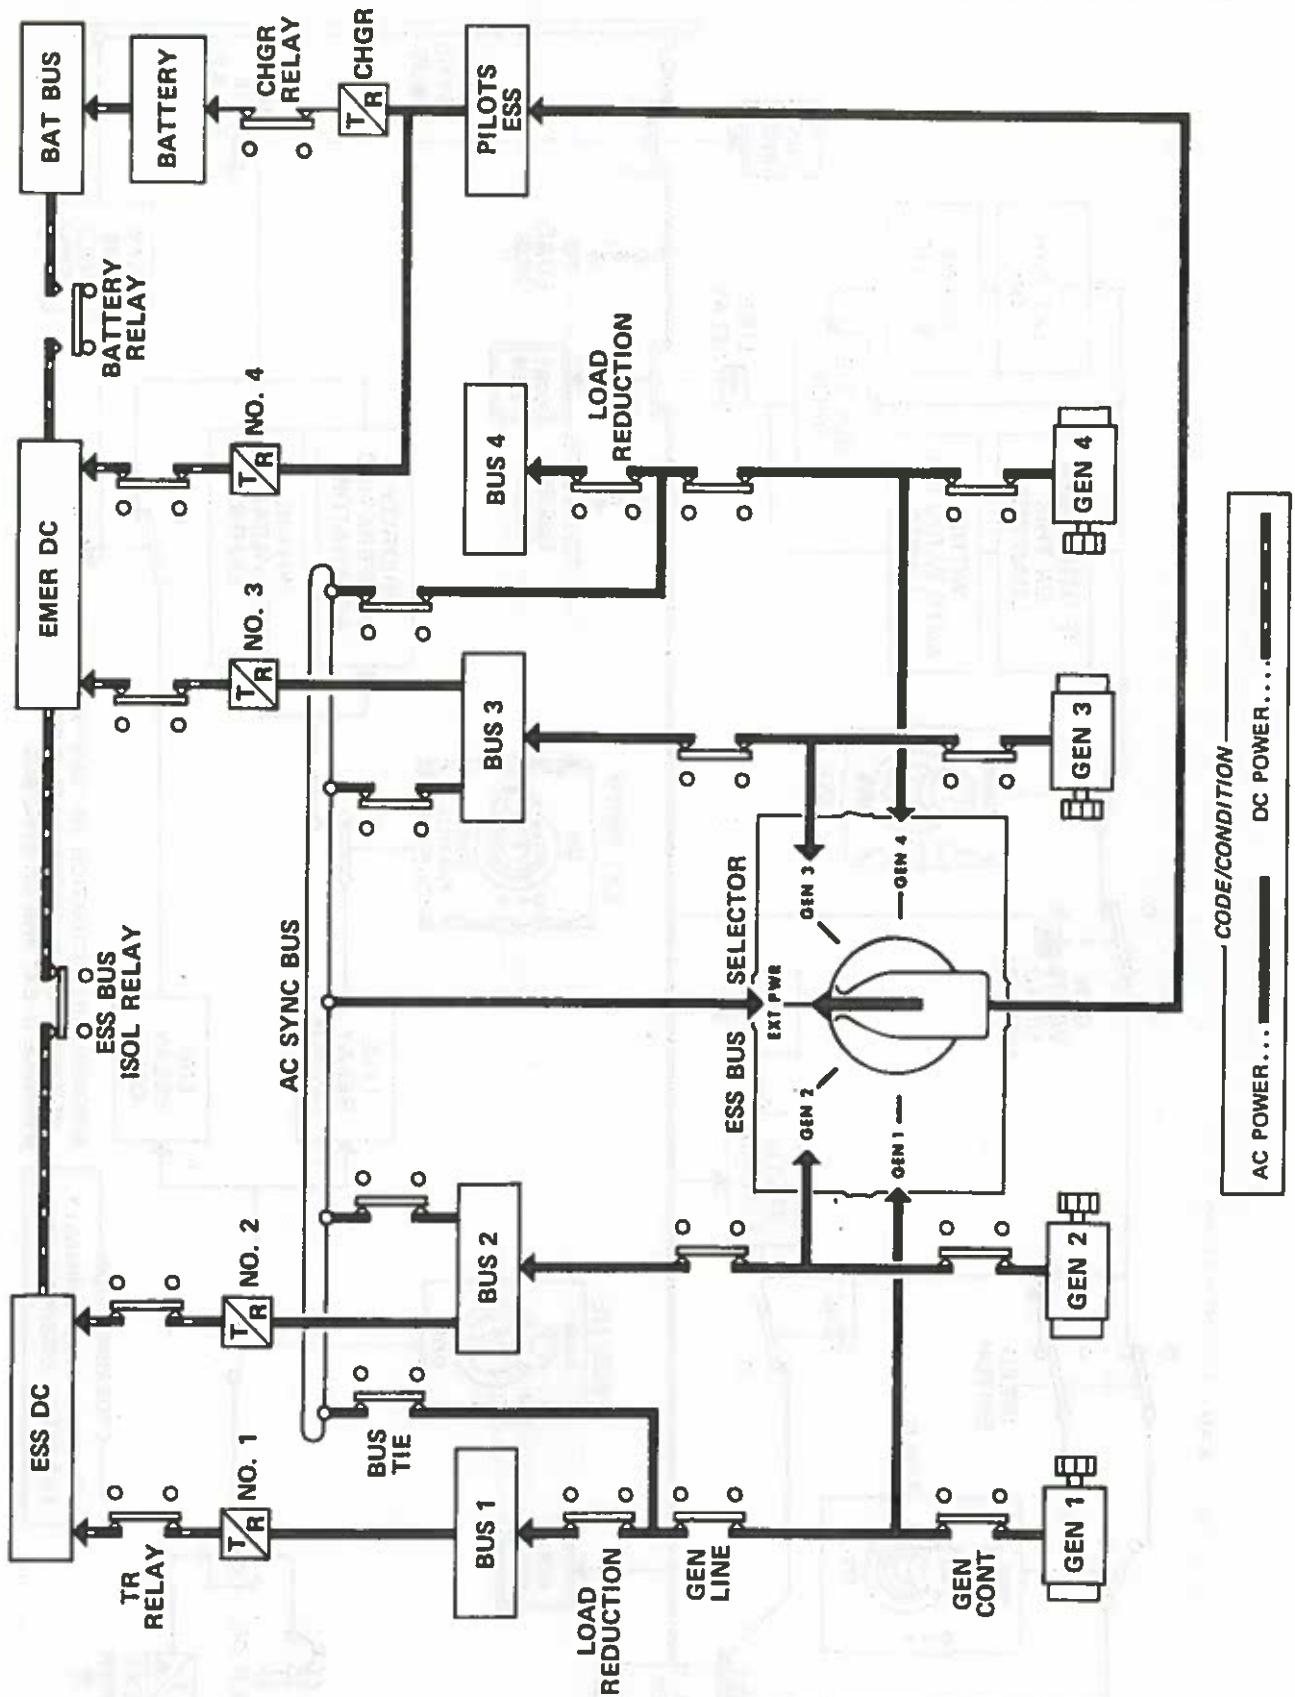 ESS DC
EMER DC
BAT BUS
ESS BUS
ISOL RELAY
BATTERY
RELAY
BATTERY
CHGR
RELAY
TR
RELAY
T
R
NO. 1
T
R
NO. 2
T
R
NO. 3
T
R
NO. 4
T
R
CHGR
AC SYNC BUS
BUS
TIE
BUS 1
BUS 2
BUS 3
BUS 4
PILOTS
ESS
LOAD
REDUCTION
GEN
LINE
LOAD
REDUCTION
ESS BUS SELECTOR
EXT PWR
GEN 2
GEN 3
GEN 1
GEN 4
GEN
CONT
GEN 1
GEN 2
GEN 3
GEN 4
CODE/CONDITION
AC POWER...
DC POWER....